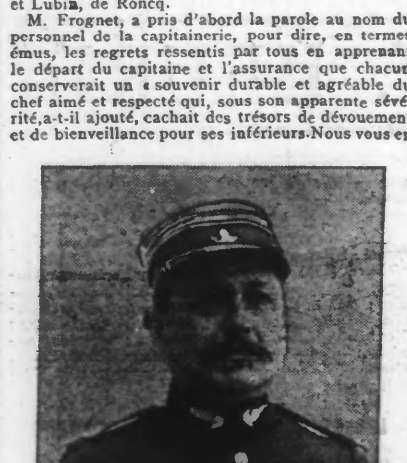 et Lubin, de Roncq.
M. Frognet, a pris d'abord la parole au nom du
personnel de la capitainerie, pour dire, en termes
émus, les regrets ressentis par tous en apprenan
le départ du capitaine et l'assurance que chacun
conserverait un « souvenir durable et agréable du
chef aimé et respecté qui, sous son apparente sévé
rité,a-t-il ajouté, cachait des trésors de dévouemen
et de bienveillance pour ses inférieurs.Nous vous en